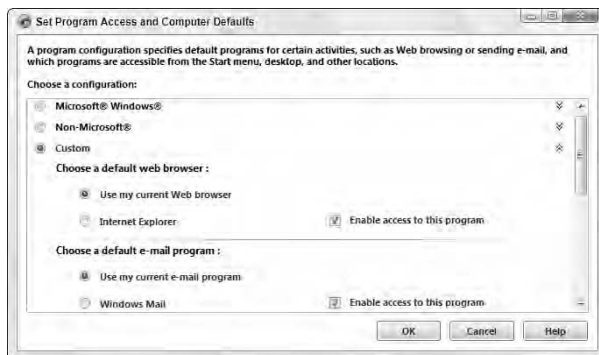 Set Program Access and Computer Defaults
A program configuration specifies default programs for certain activities, such as Web browsing or sending e-mail, and
which programs are accessible from the Start menu, desktop, and other locations.
Choose a configuration:
Microsoft® Windows®
Non-Microsoft®
Custom
Choose a default web browser :
Use my current Web browser
Internet Explorer Enable access to this program
Choose a default e-mail program :
Use my current e-mail program
Windows Mail Enable access to this program
OK Cancel Help